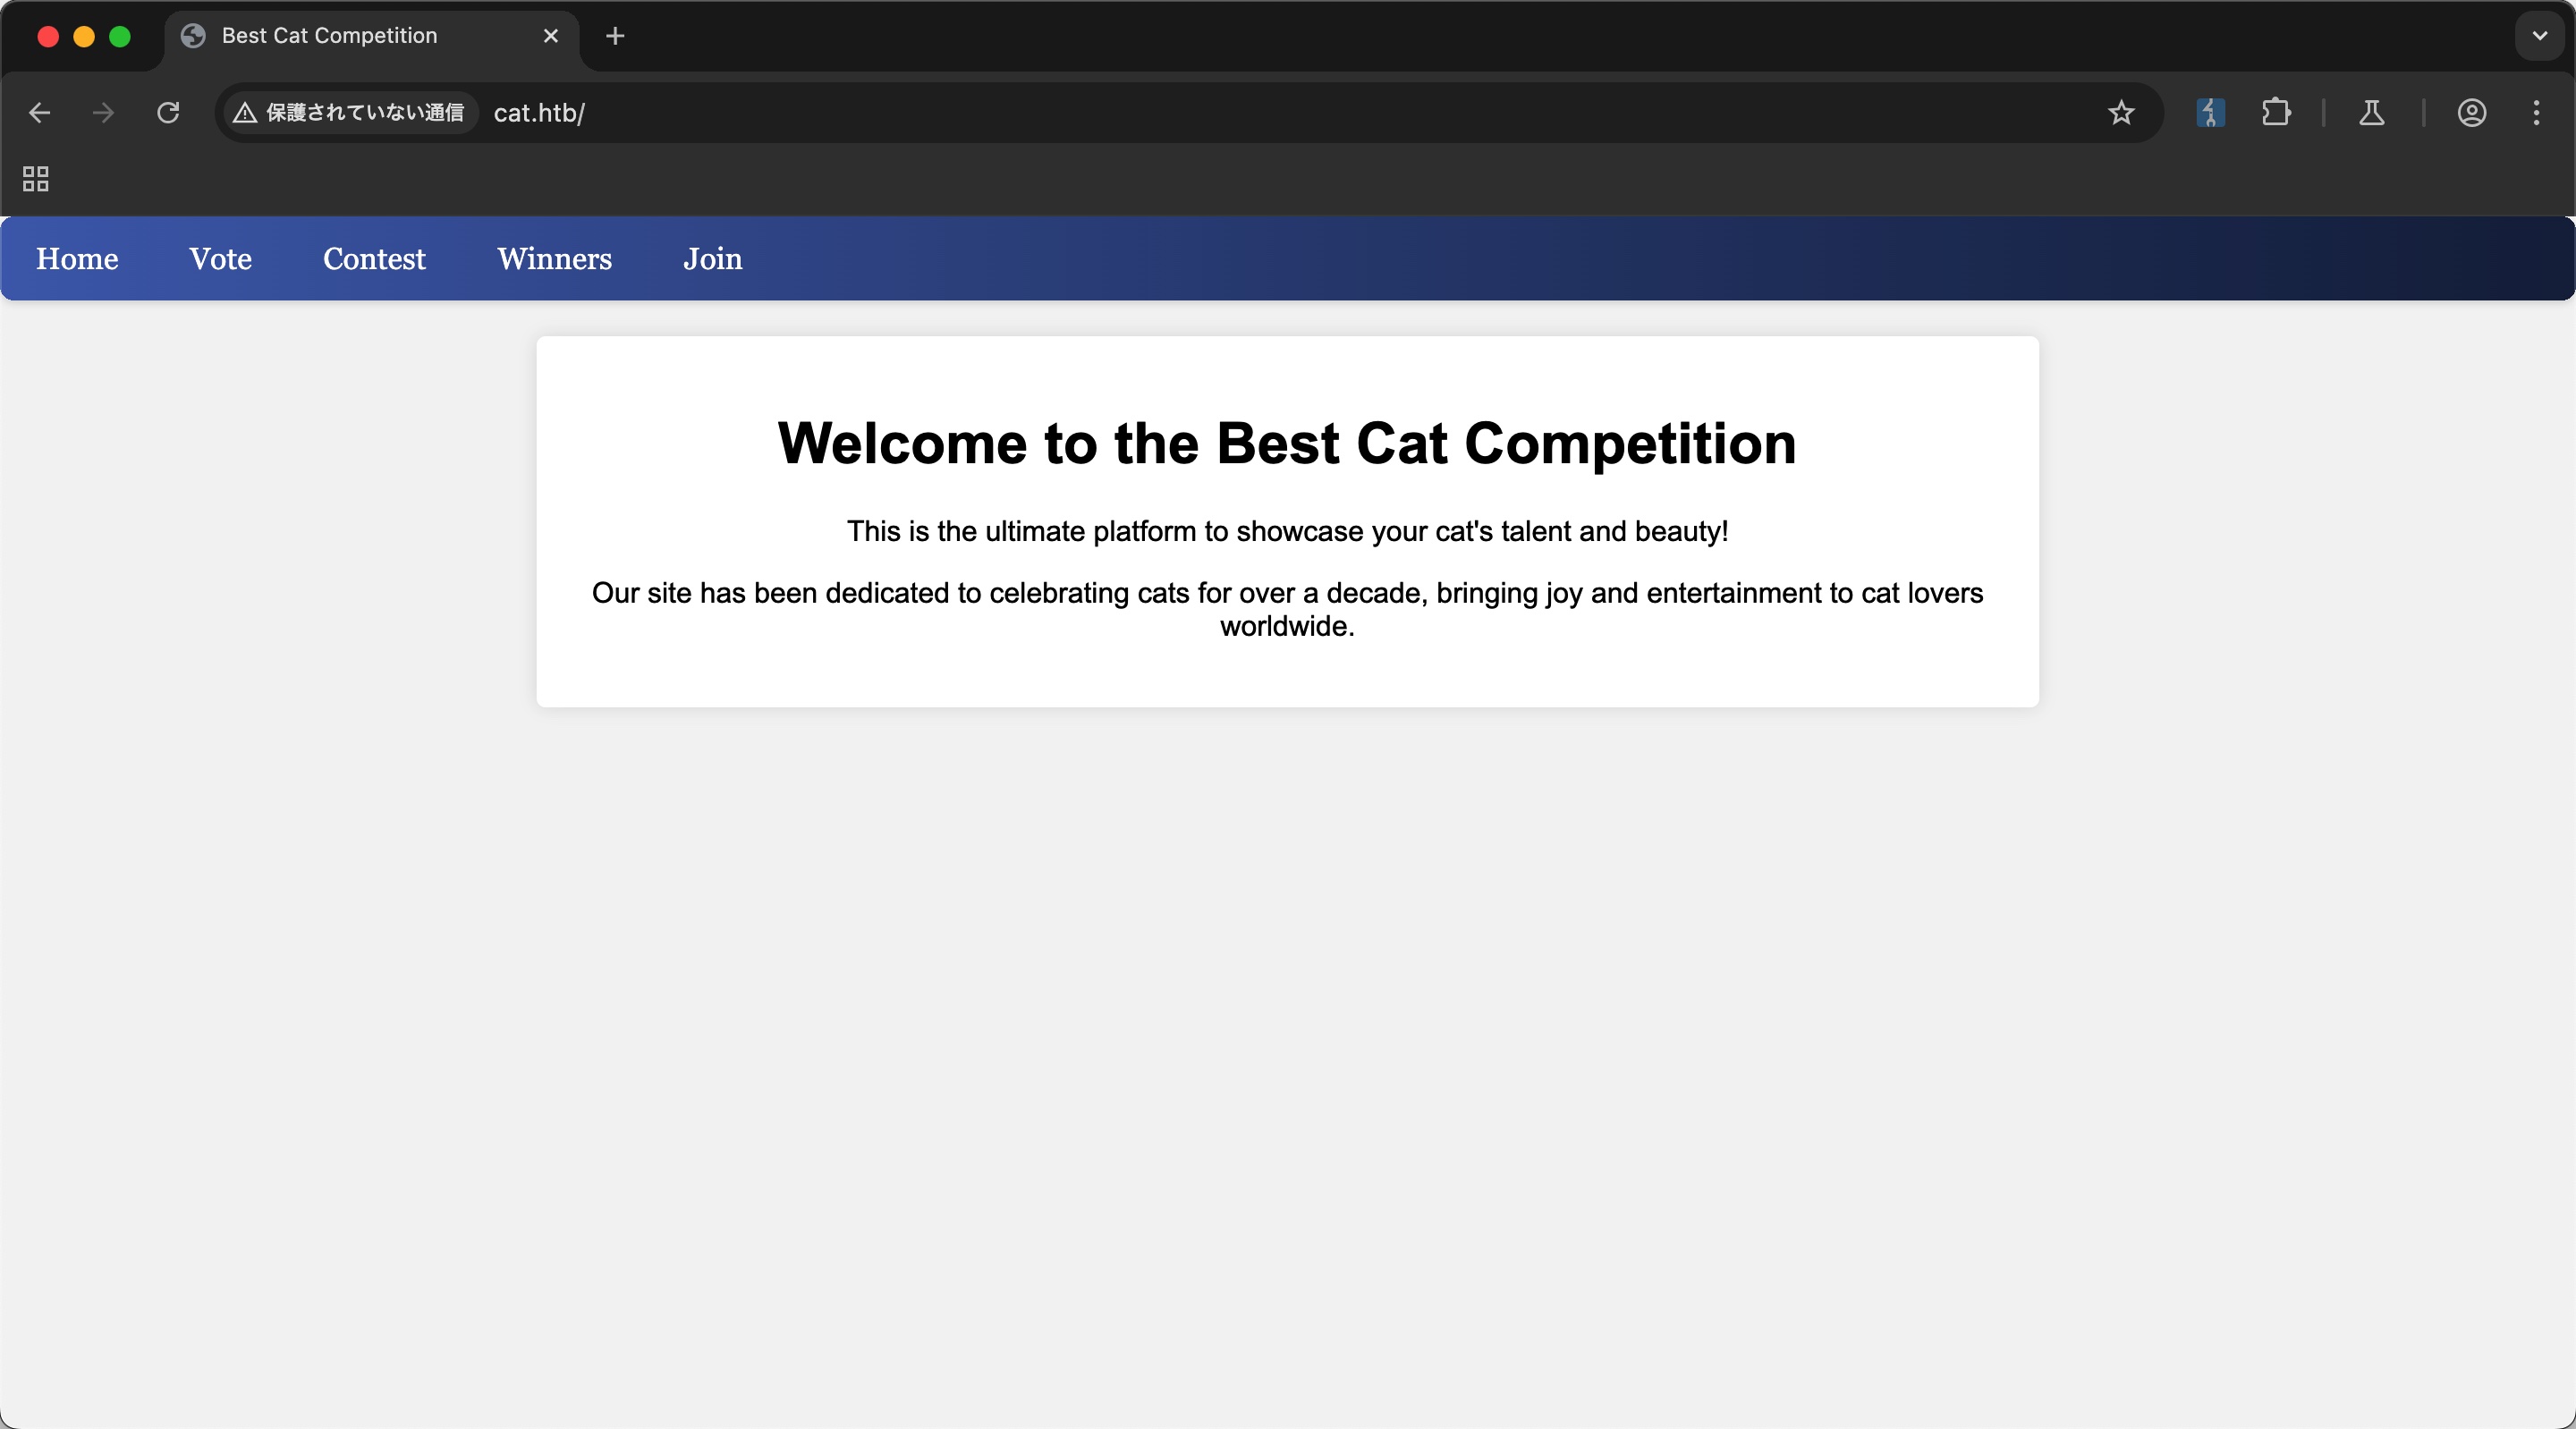 Best Cat Competition
保護されていない通信 cat.htb/
Home Vote Contest Winners Join
Welcome to the Best Cat Competition
This is the ultimate platform to showcase your cat's talent and beauty!
Our site has been dedicated to celebrating cats for over a decade, bringing joy and entertainment to cat lovers
worldwide.